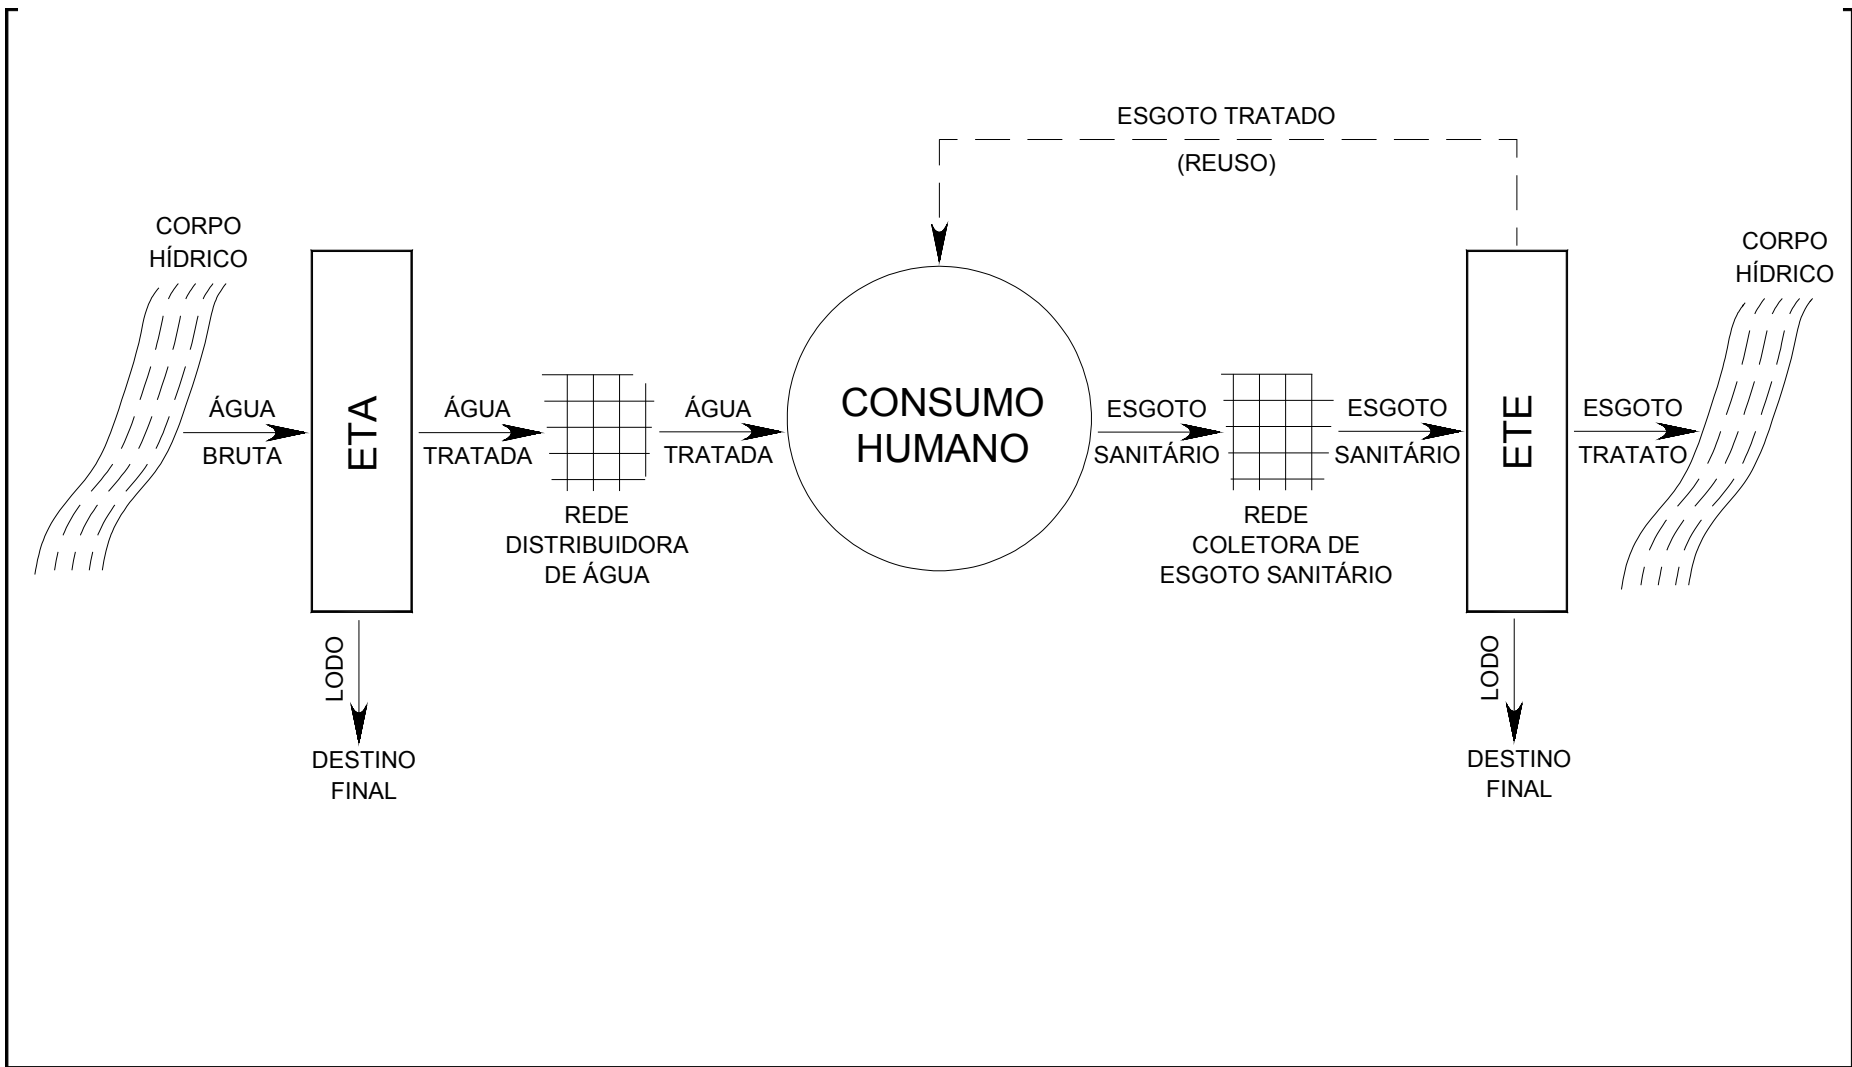 ESGOTO TRATADO
(REUSO)
CORPO
HÍDRICO
CORPO
HÍDRICO
ÁGUA
BRUTA
ETA
ÁGUA
TRATADA
ÁGUA
TRATADA
CONSUMO
HUMANO
ESGOTO
SANITÁRIO
ESGOTO
SANITÁRIO
ETE
ESGOTO
TRATATO
REDE
DISTRIBUIDORA
DE ÁGUA
REDE
COLETORA DE
ESGOTO SANITÁRIO
LODO
DESTINO
FINAL
LODO
DESTINO
FINAL